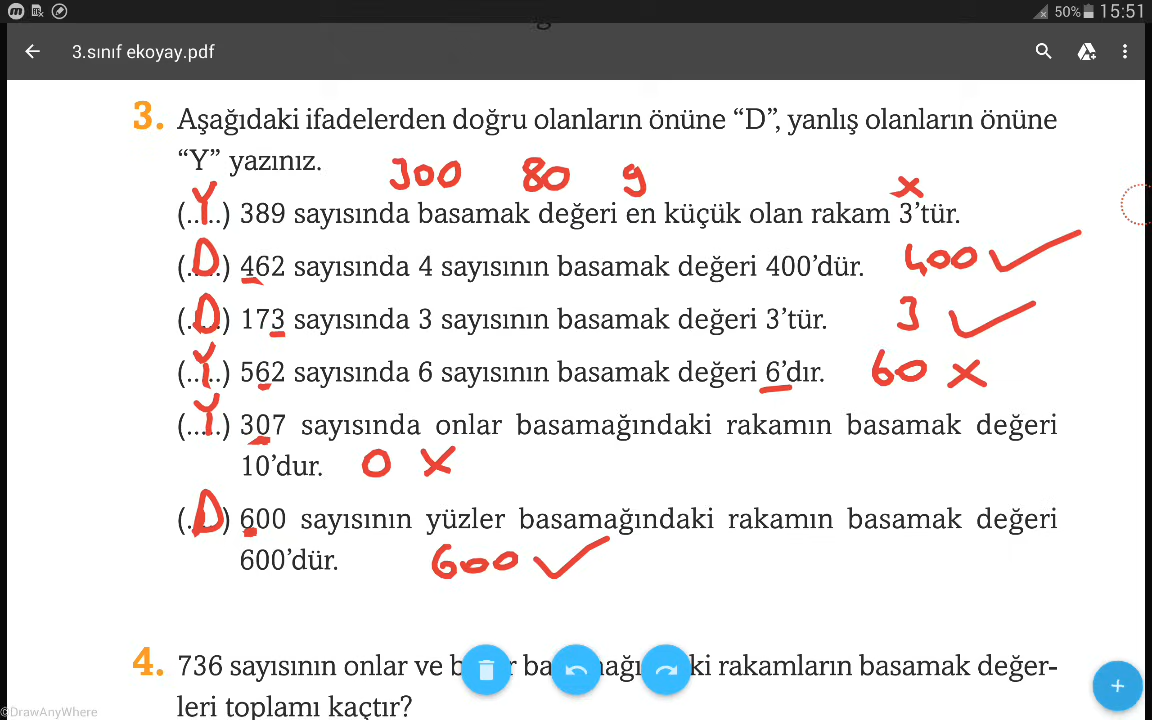 50% 15:51
3.sınıf ekoyay.pdf
3. Aşağıdaki ifadelerden doğru olanların önüne “D”, yanlış olanların önüne
“Y” yazınız. 300 80 9
x
(..Y..) 389 sayısında basamak değeri en küçük olan rakam 3’tür.
(..D..) 462 sayısında 4 sayısının basamak değeri 400’dür. 400 ✓
(..D..) 173 sayısında 3 sayısının basamak değeri 3’tür. 3 ✓
(..Y..) 562 sayısında 6 sayısının basamak değeri 6’dır. 60 x
(..Y..) 307 sayısında onlar basamağındaki rakamın basamak değeri
10’dur. 0 x
(..D..) 600 sayısının yüzler basamağındaki rakamın basamak değeri
600’dür. 600 ✓
4. 736 sayısının onlar ve ki rakamların basamak değer-
leri toplamı kaçtır?
©DrawAnyWhere